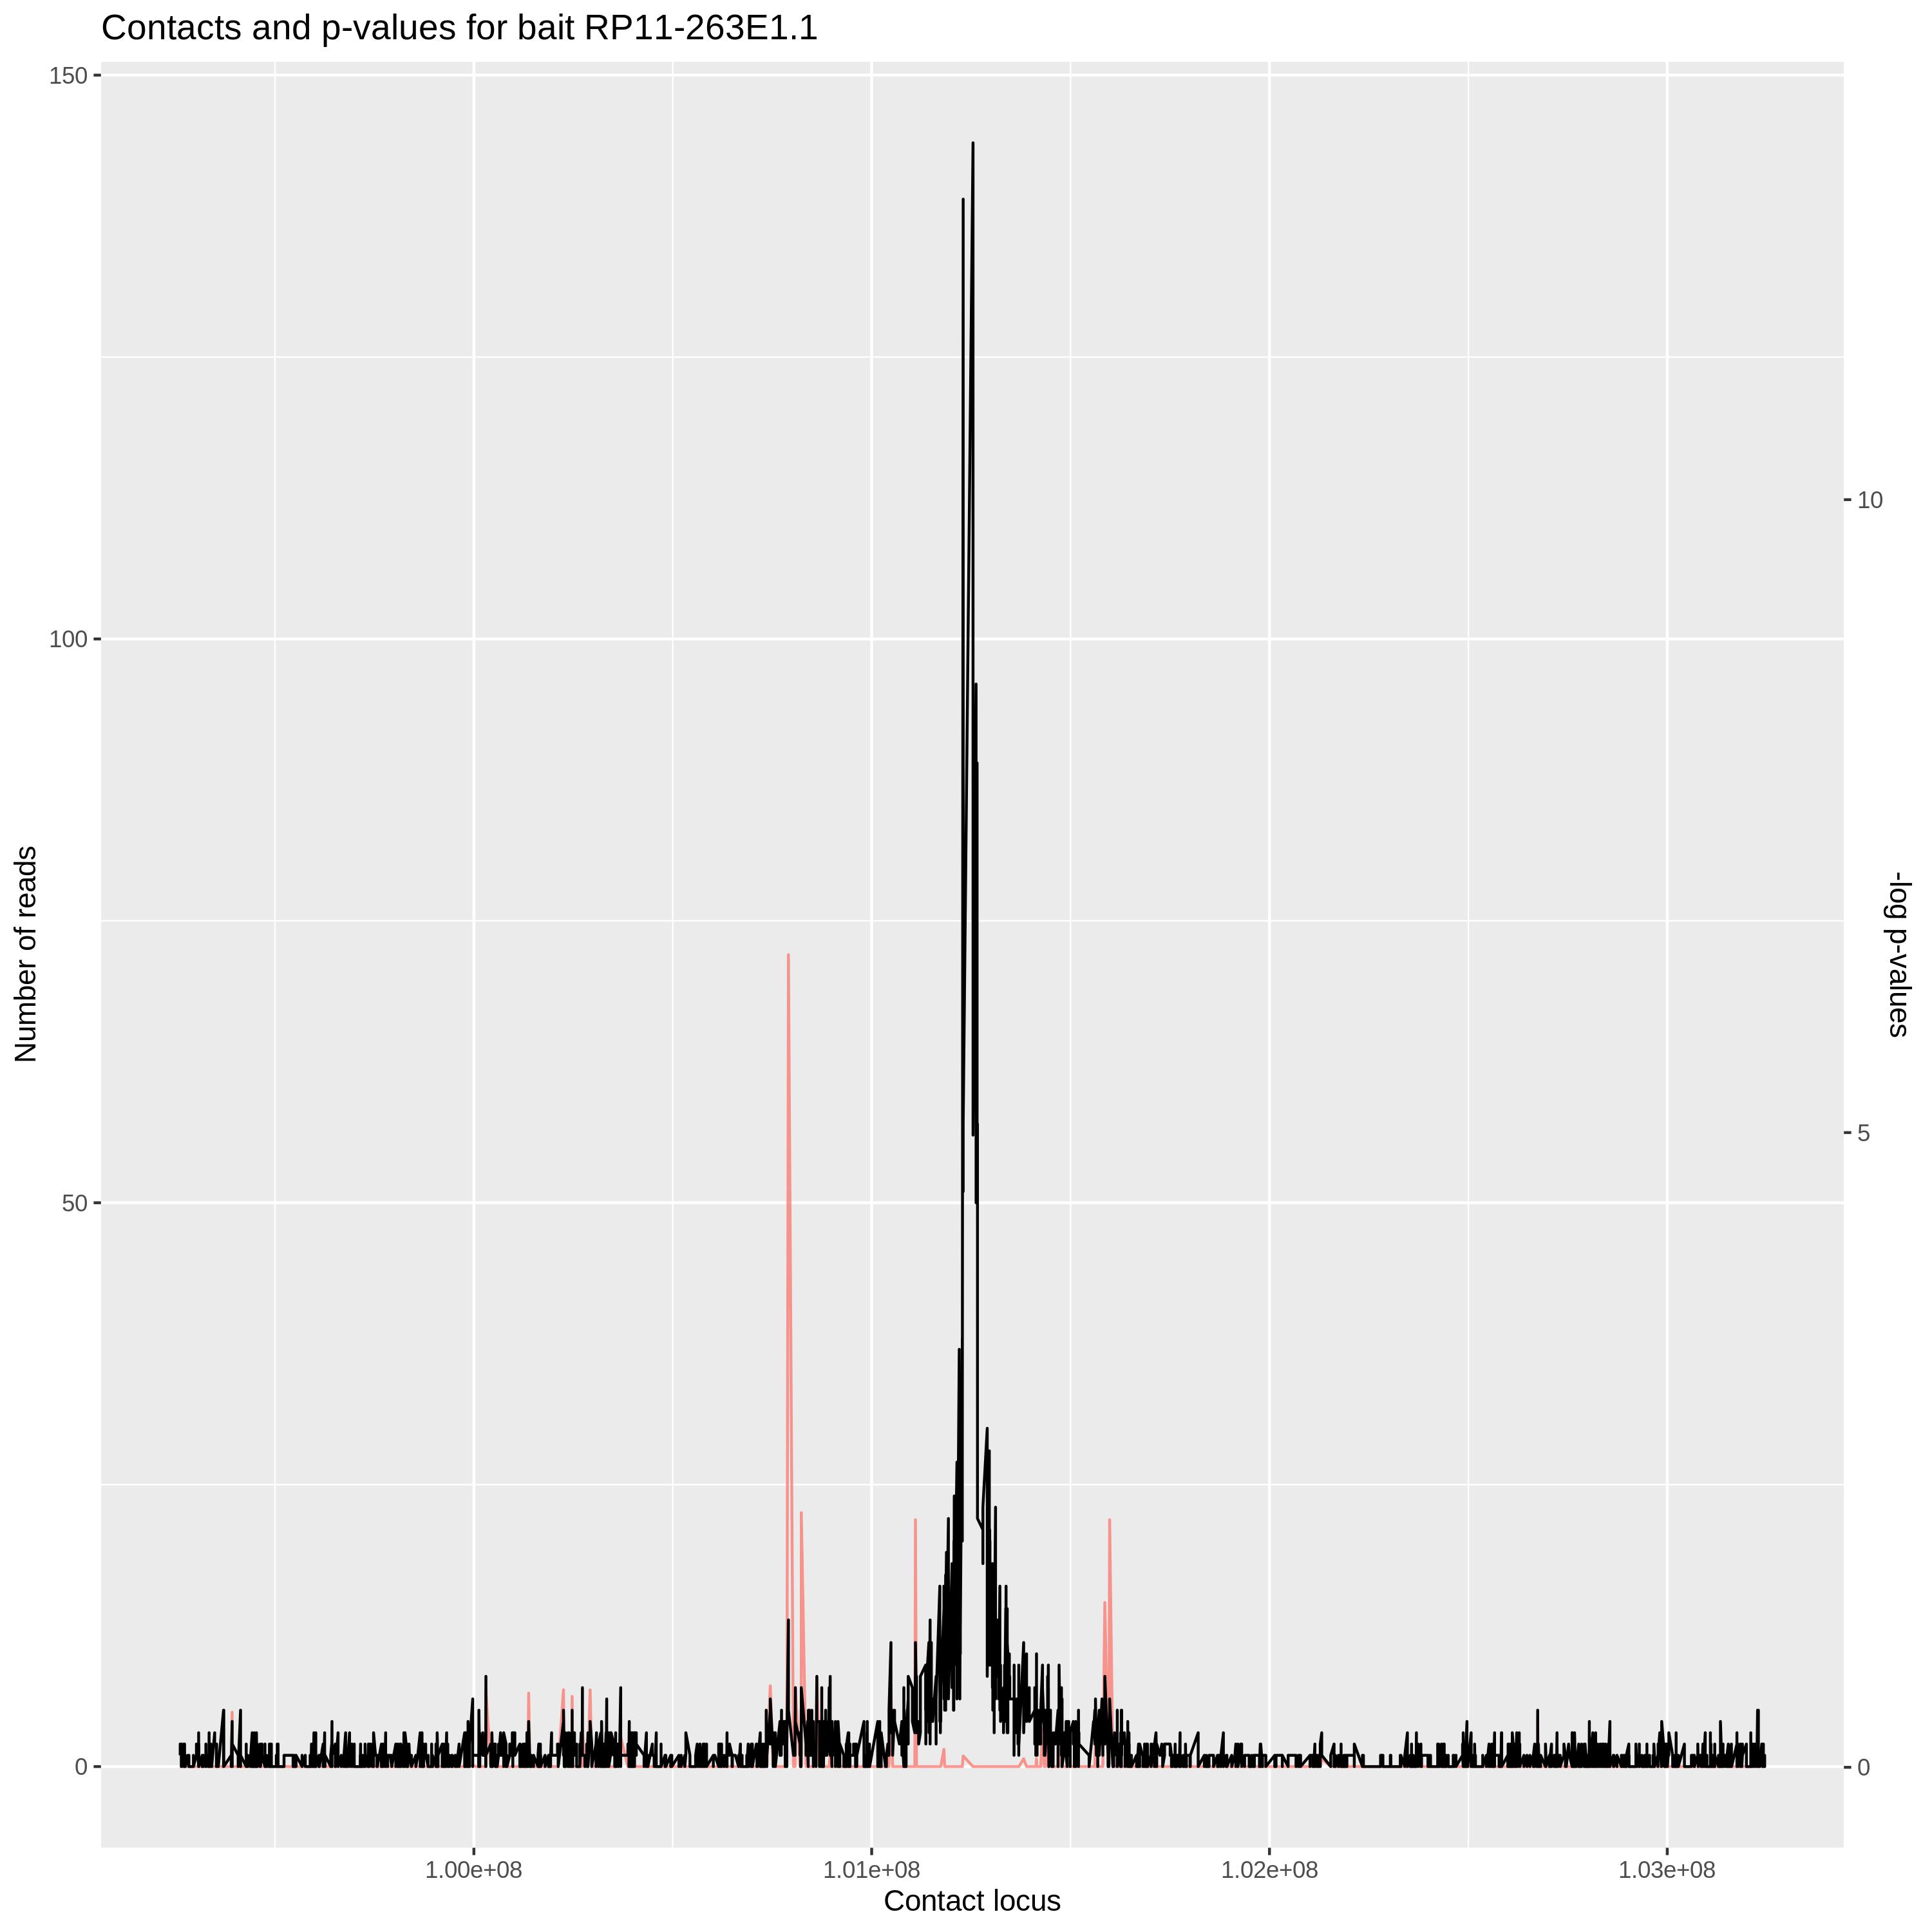 Contacts and p-values for bait RP11-263E1.1
150
100
50
0
Number of reads
10
5
0
-log p-values
1.00e+08
1.01e+08
1.02e+08
1.03e+08
Contact locus